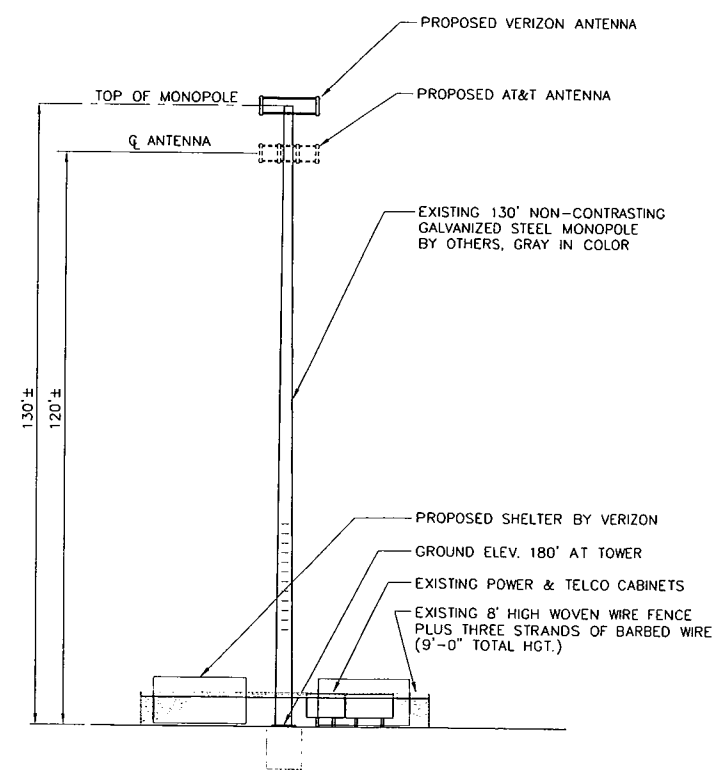 PROPOSED VERIZON ANTENNA
TOP OF MONOPOLE
PROPOSED AT&T ANTENNA
℄ ANTENNA
EXISTING 130' NON-CONTRASTING
GALVANIZED STEEL MONOPOLE
BY OTHERS, GRAY IN COLOR
130'±
120'±
PROPOSED SHELTER BY VERIZON
GROUND ELEV. 180' AT TOWER
EXISTING POWER & TELCO CABINETS
EXISTING 8' HIGH WOVEN WIRE FENCE
PLUS THREE STRANDS OF BARBED WIRE
(9'-0" TOTAL HGT.)